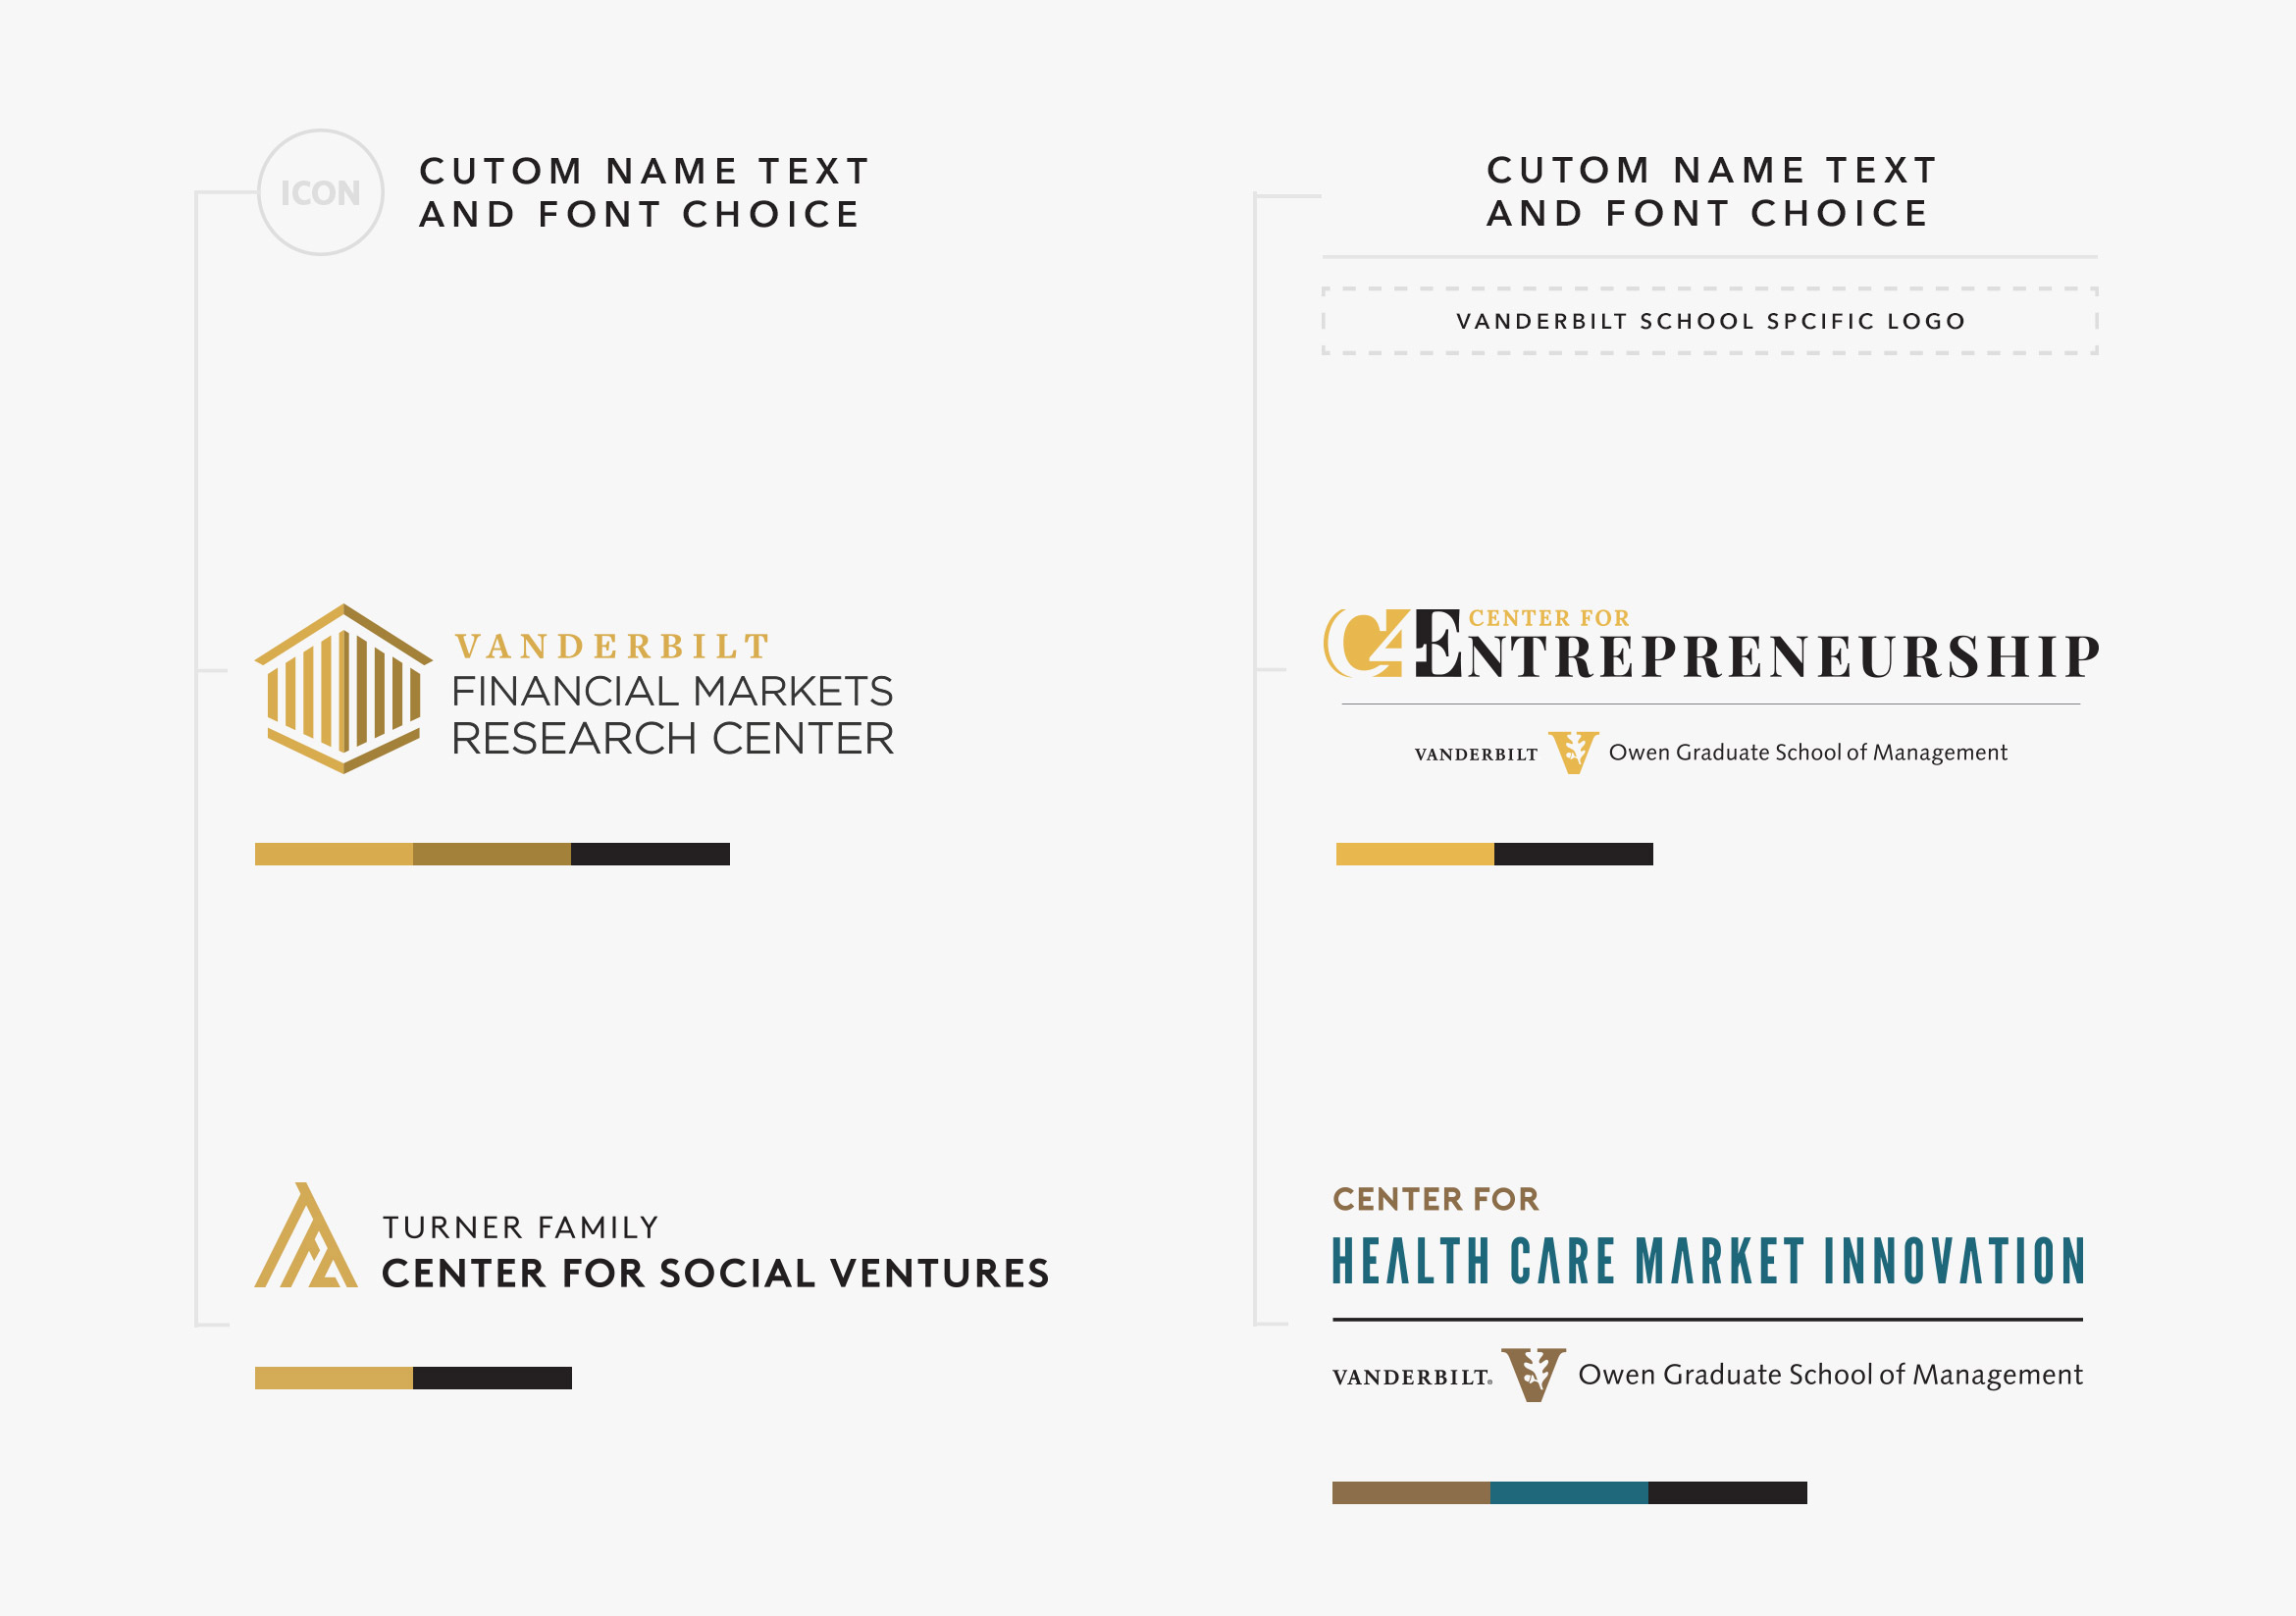 ICON
CUTOM NAME TEXT
AND FONT CHOICE
VANDERBILT
FINANCIAL MARKETS
RESEARCH CENTER
TURNER FAMILY
CENTER FOR SOCIAL VENTURES
CUTOM NAME TEXT
AND FONT CHOICE
VANDERBILT SCHOOL SPCIFIC LOGO
C4E CENTER FOR
ENTREPRENEURSHIP
VANDERBILT V Owen Graduate School of Management
CENTER FOR
HEALTH CARE MARKET INNOVATION
VANDERBILT® V Owen Graduate School of Management